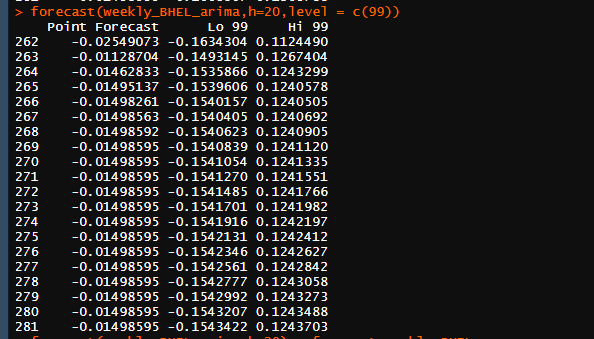 > forecast(weekly_BHEL_arima,h=20,level = c(99))
Point Forecast Lo 99 Hi 99
262 -0.02549073 -0.1634304 0.1124490
263 -0.01128704 -0.1493145 0.1267404
264 -0.01462833 -0.1535866 0.1243299
265 -0.01495137 -0.1539606 0.1240578
266 -0.01498261 -0.1540157 0.1240505
267 -0.01498563 -0.1540405 0.1240692
268 -0.01498592 -0.1540623 0.1240905
269 -0.01498595 -0.1540839 0.1241120
270 -0.01498595 -0.1541054 0.1241335
271 -0.01498595 -0.1541270 0.1241551
272 -0.01498595 -0.1541485 0.1241766
273 -0.01498595 -0.1541701 0.1241982
274 -0.01498595 -0.1541916 0.1242197
275 -0.01498595 -0.1542131 0.1242412
276 -0.01498595 -0.1542346 0.1242627
277 -0.01498595 -0.1542561 0.1242842
278 -0.01498595 -0.1542777 0.1243058
279 -0.01498595 -0.1542992 0.1243273
280 -0.01498595 -0.1543207 0.1243488
281 -0.01498595 -0.1543422 0.1243703